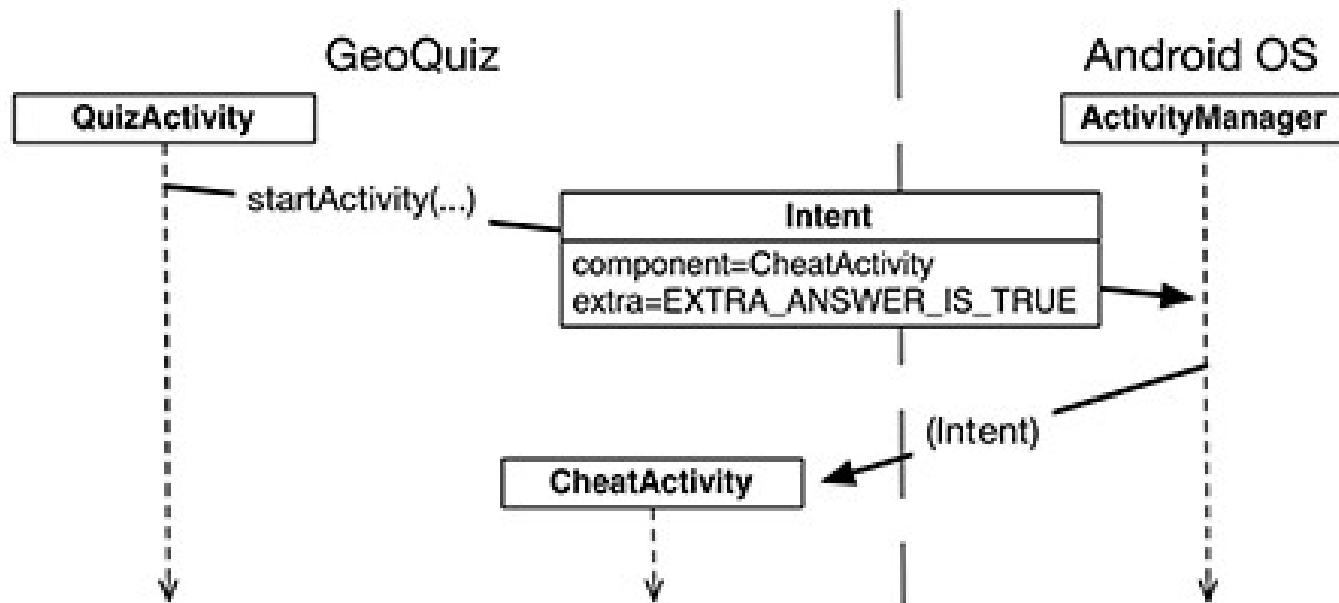 GeoQuiz
Android OS
QuizActivity
ActivityManager
startActivity(...)
Intent
component=CheatActivity
extra=EXTRA_ANSWER_IS_TRUE
(Intent)
CheatActivity